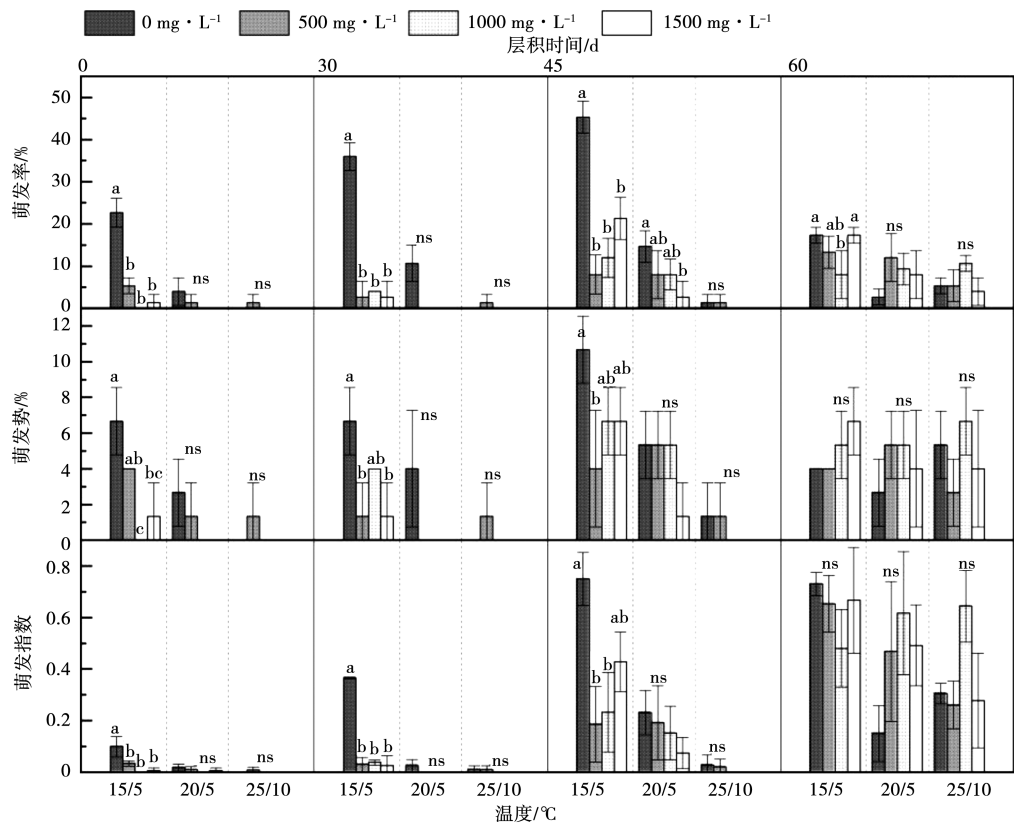 0 mg·L⁻¹ 500 mg·L⁻¹ 1000 mg·L⁻¹ 1500 mg·L⁻¹
层积时间/d
0 30 45 60
萌发率/%
50
40
30
20
10
0
a b b b ns ns
a b b b ns ns
a b b b a ab ab b ns
a ab b a ns ns
萌发势/%
12
10
8
6
4
2
0
a ab c bc ns ns
a b ab b ns ns
a b ab ab ns ns
ns ns ns
萌发指数
0.8
0.6
0.4
0.2
0
a b b b ns ns
a b b b ns ns
a b b ab ns ns
ns ns ns
15/5 20/5 25/10 15/5 20/5 25/10 15/5 20/5 25/10 15/5 20/5 25/10
温度/℃